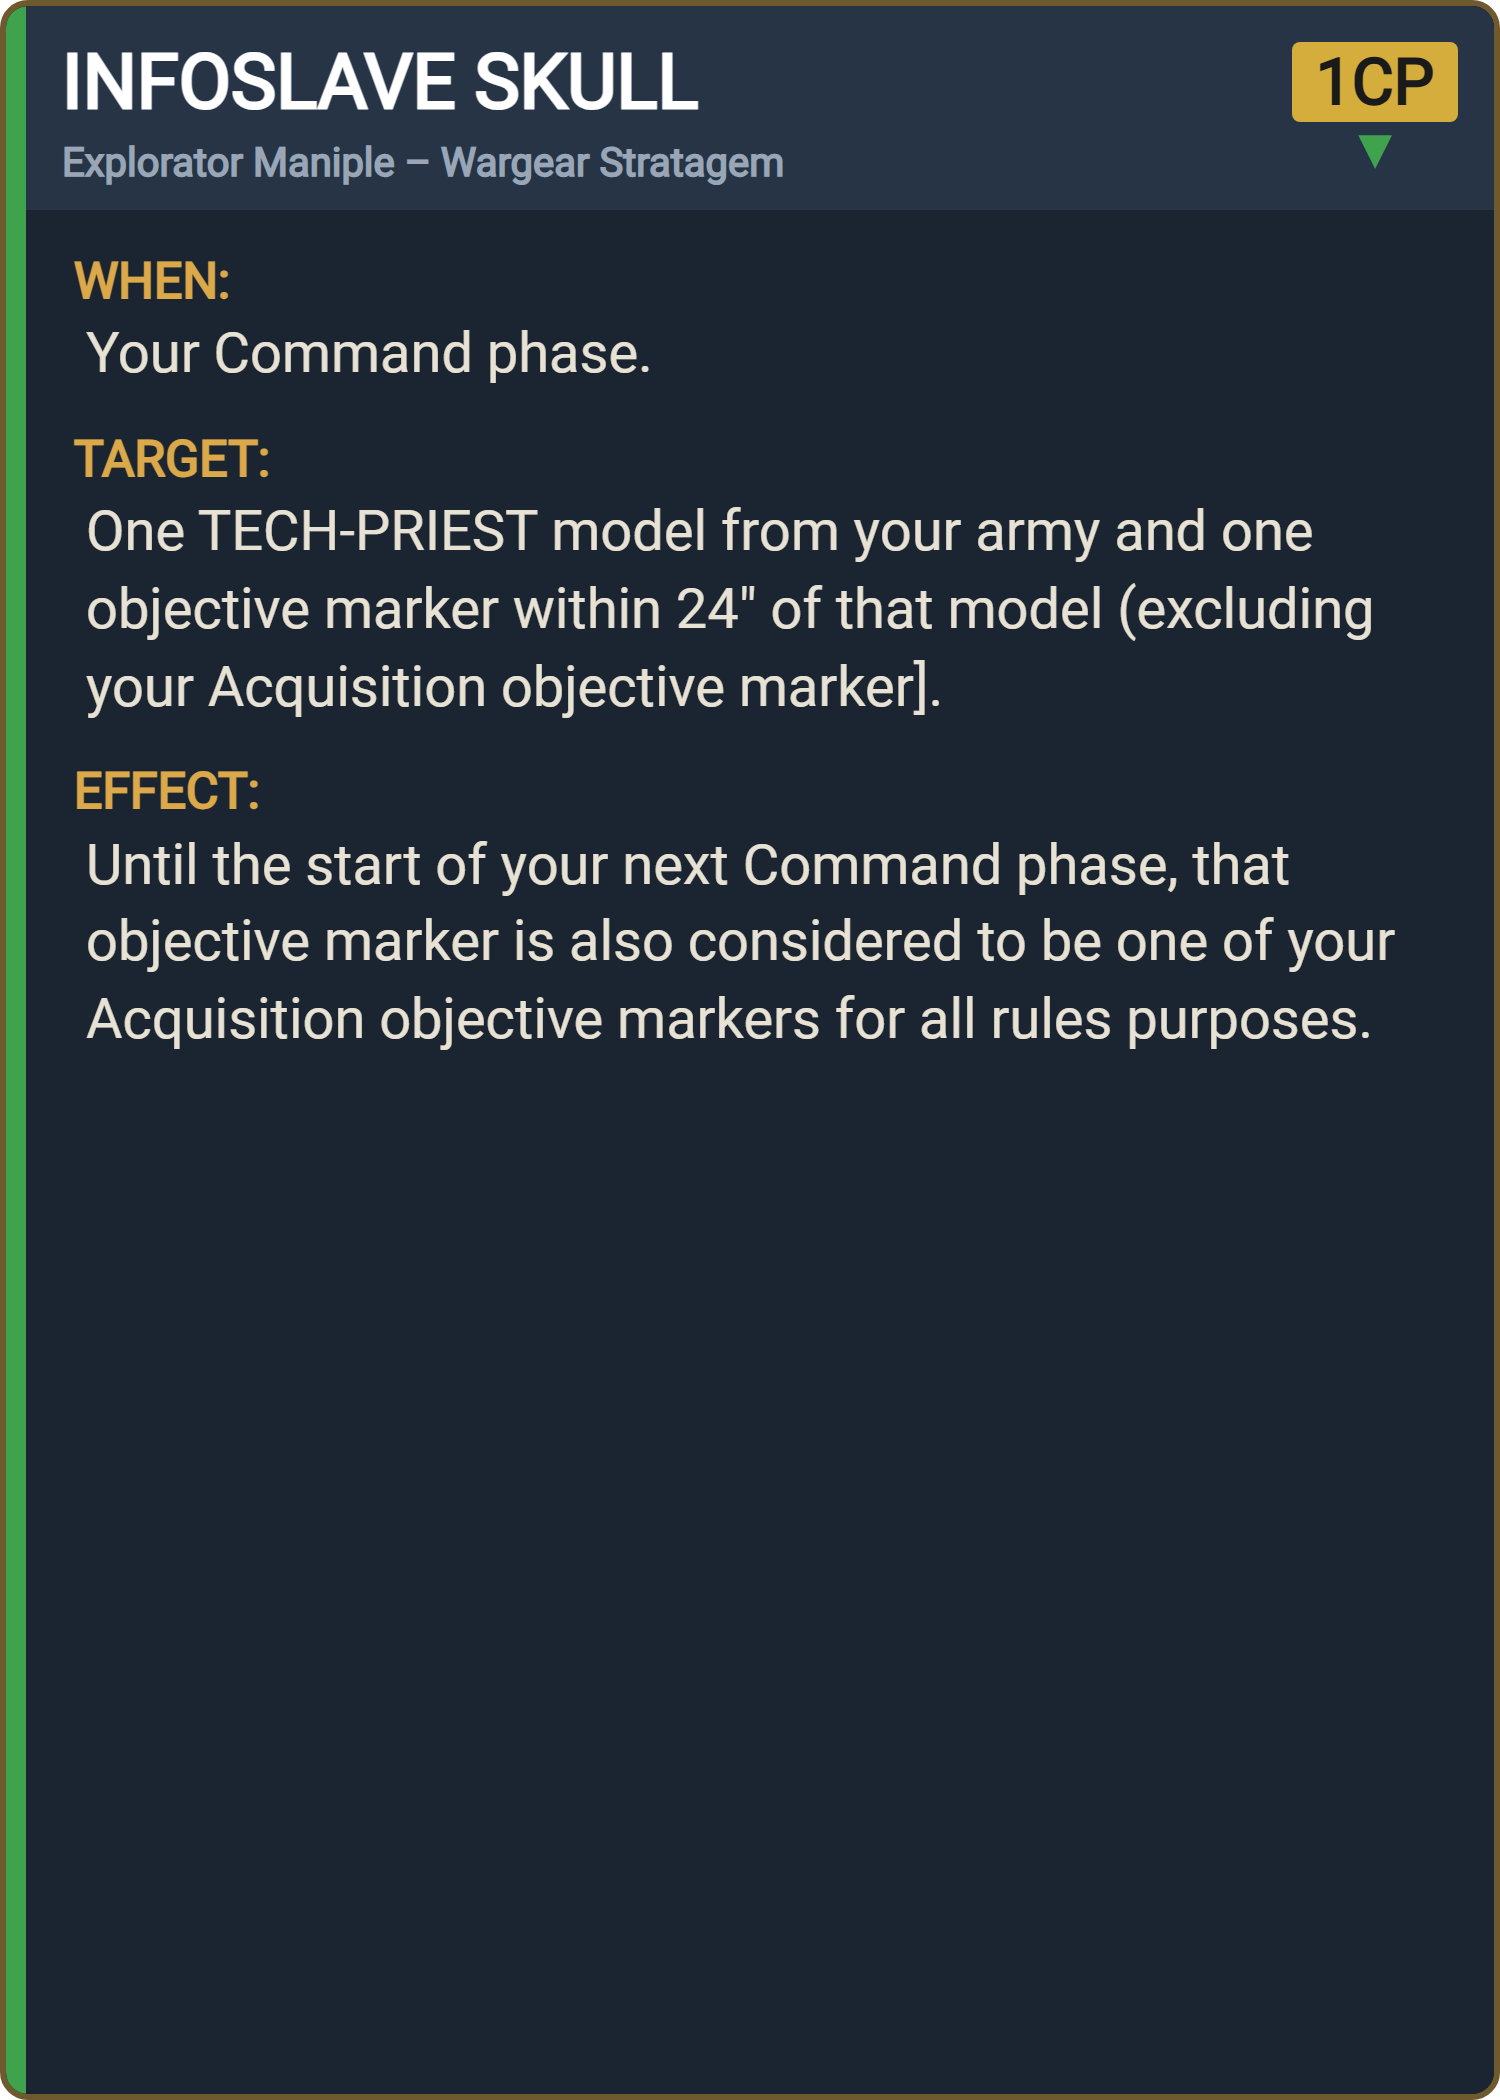 INFOSLAVE SKULL
1CP
Explorator Maniple – Wargear Stratagem
WHEN:
Your Command phase.
TARGET:
One TECH-PRIEST model from your army and one
objective marker within 24" of that model (excluding
your Acquisition objective marker].
EFFECT:
Until the start of your next Command phase, that
objective marker is also considered to be one of your
Acquisition objective markers for all rules purposes.